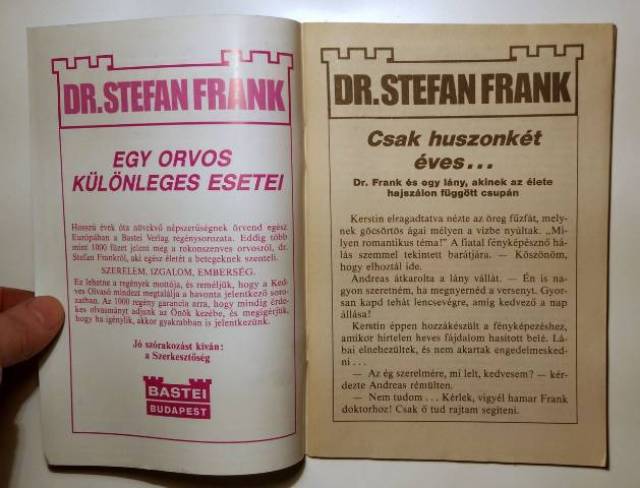 DR. STEFAN FRANK
EGY ORVOS
KÜLÖNLEGES ESETEI
Hosszú évek óta növekvő népszerűségnek örvend egész
Európában a Bastei Verlag regénysorozata. Eddig több
mint 1000 füzet jelent meg a rokonszenves orvosról, dr.
Stefan Frankról, aki egész életét a betegeknek szenteli.
SZERELEM, IZGALOM, EMBERSÉG.
Ez lehetne a regények mottója, és reméljük, hogy a Ked-
ves Olvasó mindezt megtalálja a havonta jelentkező soro-
zatban. Az 1000 regény garancia arra, hogy mindig érde-
kes olvasmányt adjunk az Önök kezébe, és megígérjük,
hogy ha igénylik, akkor gyakrabban is jelentkezünk.
Jó szórakozást kíván:
a Szerkesztőség
BASTEI
BUDAPEST
DR. STEFAN FRANK
Csak huszonkét
éves...
Dr. Frank és egy lány, akinek az élete
hajszálon függött csupán
Kerstin elragadtatva nézte az öreg fűzfát, mely-
nek göcsörtös ágai mélyen a vízbe nyúltak. „Mi-
lyen romantikus téma!" A fiatal fényképésznő há-
lás szemmel tekintett barátjára. — Köszönöm,
hogy elhoztál ide.
Andreas átkarolta a lány vállát. — Én is na-
gyon szeretném, ha megnyernéd a versenyt. Gyor-
san kapd tehát lencsevégre, amíg kedvező a nap
állása!
Kerstin éppen hozzákészült a fényképezéshez,
amikor hirtelen heves fájdalom hasított belé. Lá-
bai elnehezültek, és nem akartak engedelmesked-
ni . . .
— Az ég szerelmére, mi lelt, kedvesem? — kér-
dezte Andreas rémülten.
— Nem tudom . . . Kérlek, vigyél hamar Frank
doktorhoz! Csak ő tud rajtam segíteni.